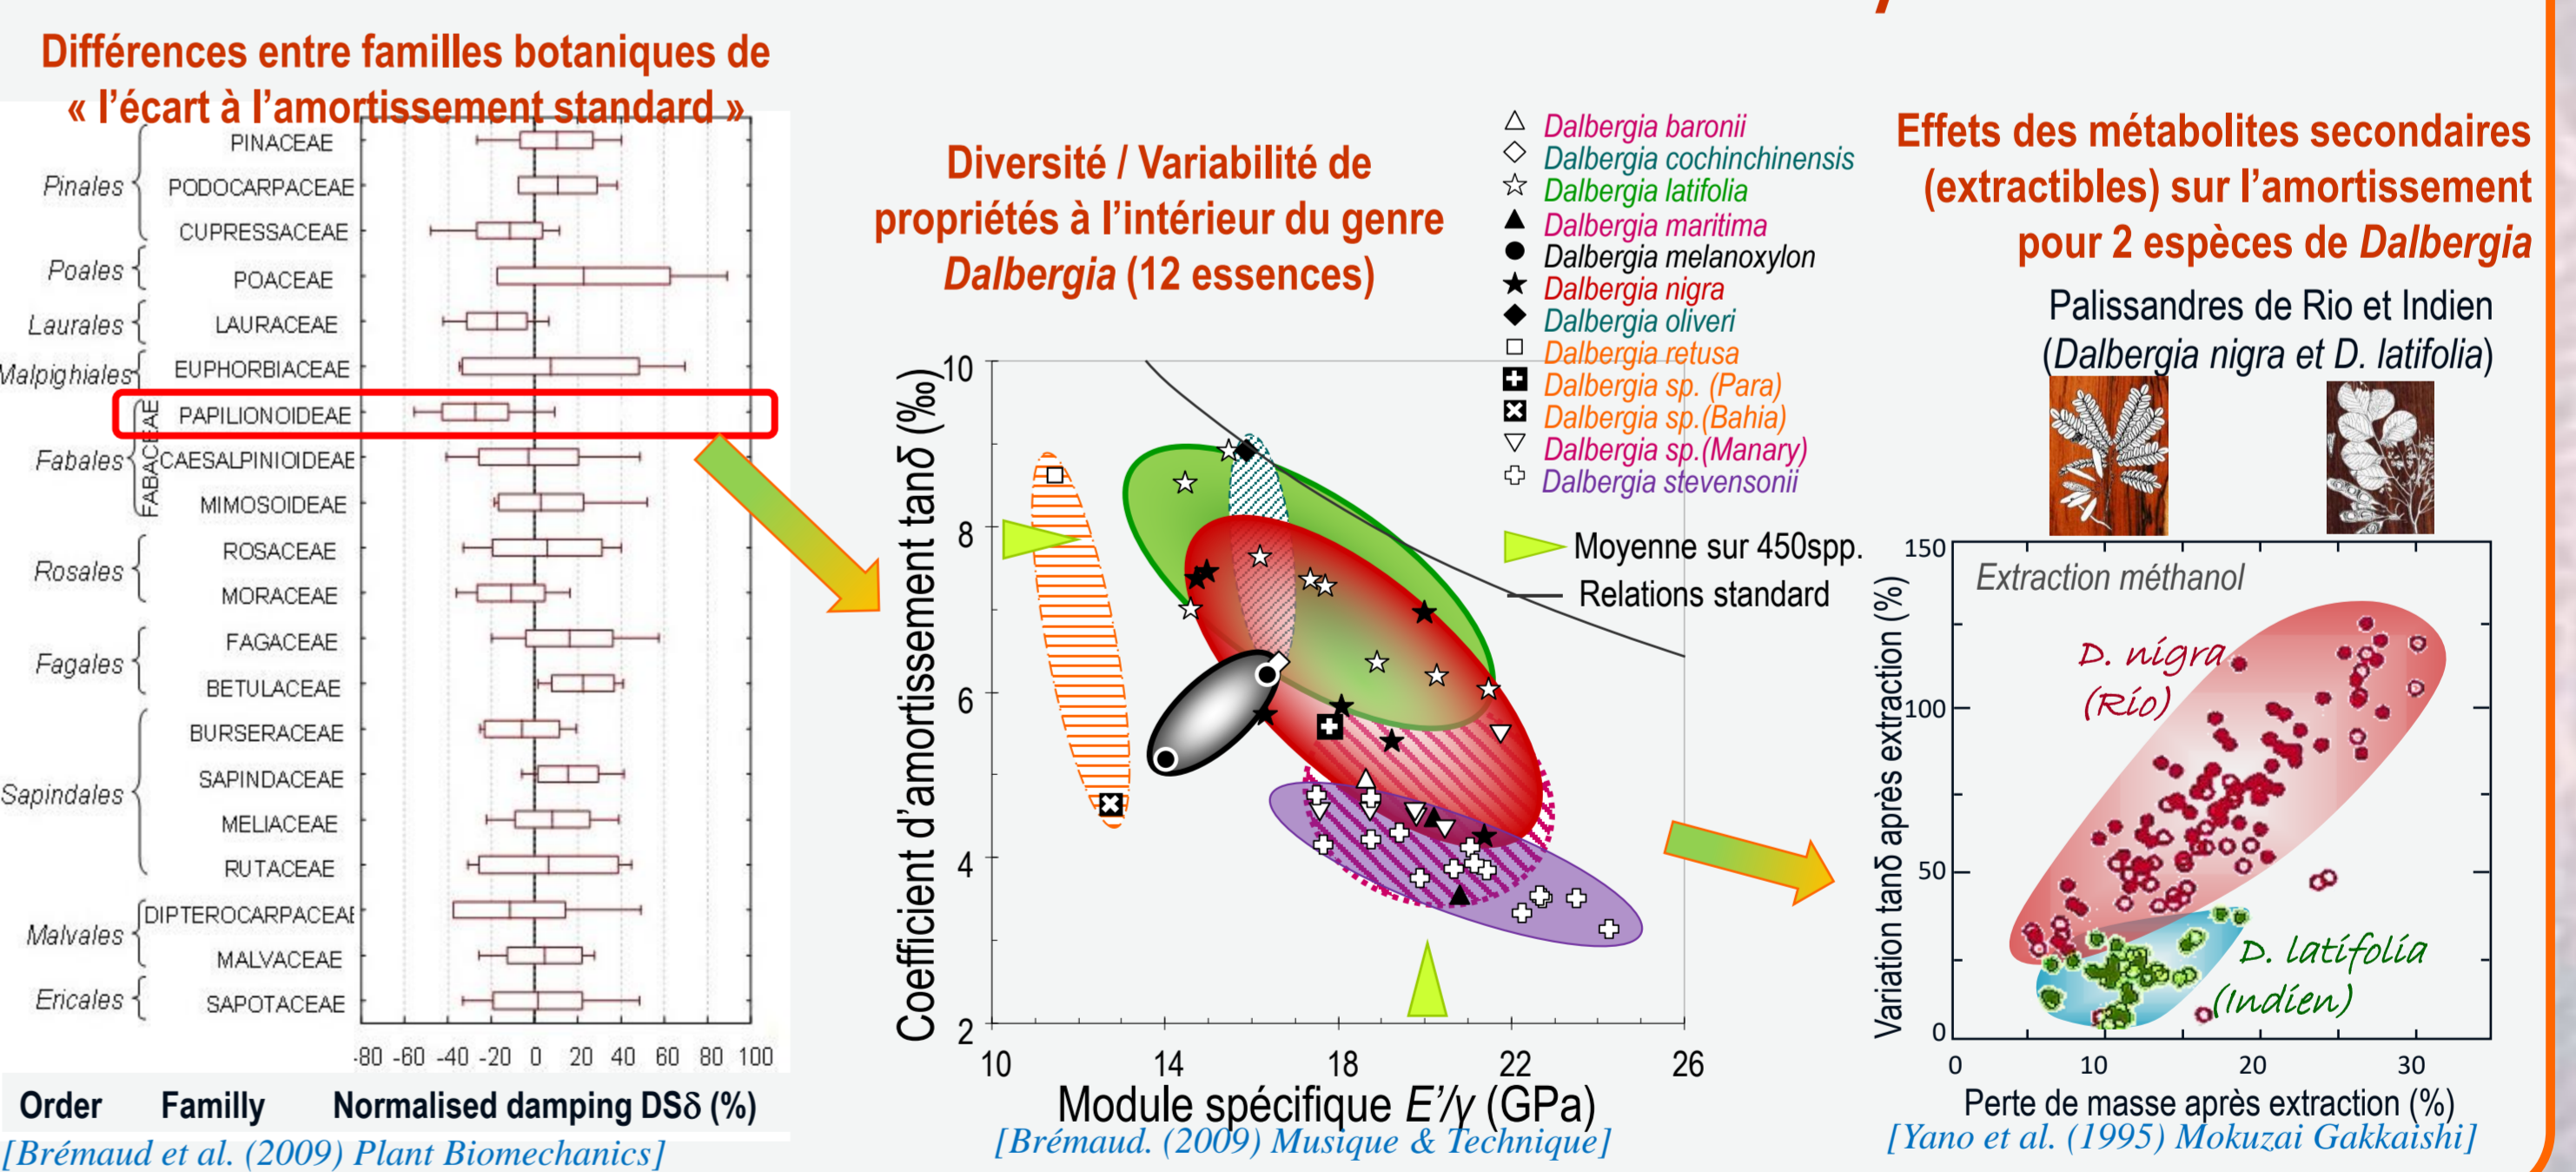 Différences entre familles botaniques de
« l’écart à l’amortissement standard »
Pinales
PINACEAE
PODOCARPACEAE
CUPRESSACEAE
Poales
POACEAE
Laurales
LAURACEAE
Malpighiales
EUPHORBIACEAE
Fabales
FABACEAE
PAPILIONOIDEAE
CAESALPINIOIDEAE
MIMOSOIDEAE
Rosales
ROSACEAE
MORACEAE
Fagales
FAGACEAE
BETULACEAE
Sapindales
BURSERACEAE
SAPINDACEAE
MELIACEAE
RUTACEAE
Malvales
DIPTEROCARPACEAE
MALVACEAE
Ericales
SAPOTACEAE
-80 -60 -40 -20 0 20 40 60 80 100
Order Familly Normalised damping DSδ (%)
[Brémaud et al. (2009) Plant Biomechanics]
Diversité / Variabilité de
propriétés à l’intérieur du genre
Dalbergia (12 essences)
Dalbergia baronii
Dalbergia cochinchinensis
Dalbergia latifolia
Dalbergia maritima
Dalbergia melanoxylon
Dalbergia nigra
Dalbergia oliveri
Dalbergia retusa
Dalbergia sp. (Para)
Dalbergia sp.(Bahia)
Dalbergia sp.(Manary)
Dalbergia stevensonii
Moyenne sur 450spp.
Relations standard
Coefficient d’amortissement tanδ (‰)
10
8
6
4
2
10 14 18 22 26
Module spécifique E’/γ (GPa)
[Brémaud. (2009) Musique & Technique]
Effets des métabolites secondaires
(extractibles) sur l’amortissement
pour 2 espèces de Dalbergia
Palissandres de Rio et Indien
(Dalbergia nigra et D. latifolia)
Variation tanδ après extraction (%)
150
100
50
0
Extraction méthanol
D. nigra
(Rio)
D. latifolia
(Indien)
0 10 20 30
Perte de masse après extraction (%)
[Yano et al. (1995) Mokuzai Gakkaishi]